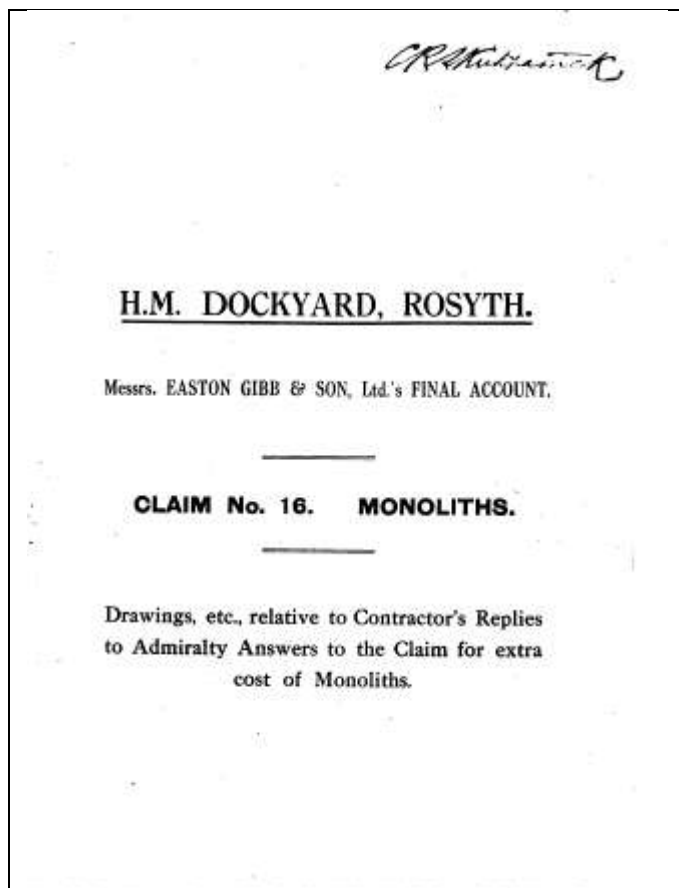 H.M. DOCKYARD, ROSYTH.
Messrs. EASTON GIBB & SON, Ltd.'s FINAL ACCOUNT.
CLAIM No. 16. MONOLITHS.
Drawings, etc., relative to Contractor's Replies
to Admiralty Answers to the Claim for extra
cost of Monoliths.